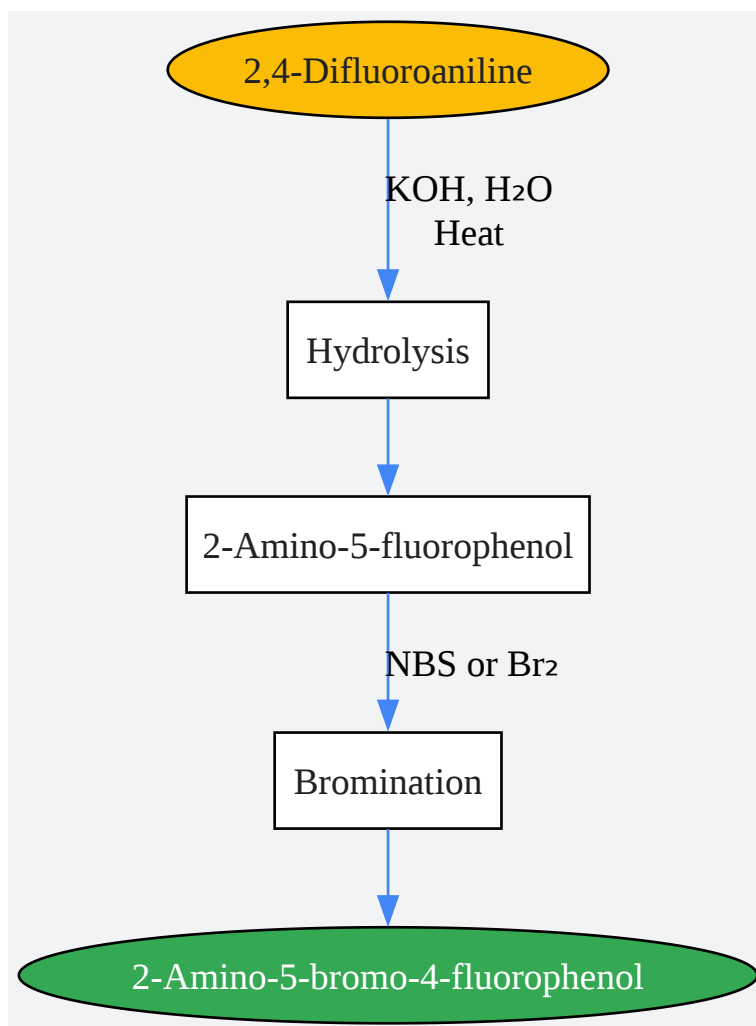 2,4-Difluoroaniline
KOH, H₂O
Heat
Hydrolysis
2-Amino-5-fluorophenol
NBS or Br₂
Bromination
2-Amino-5-bromo-4-fluorophenol